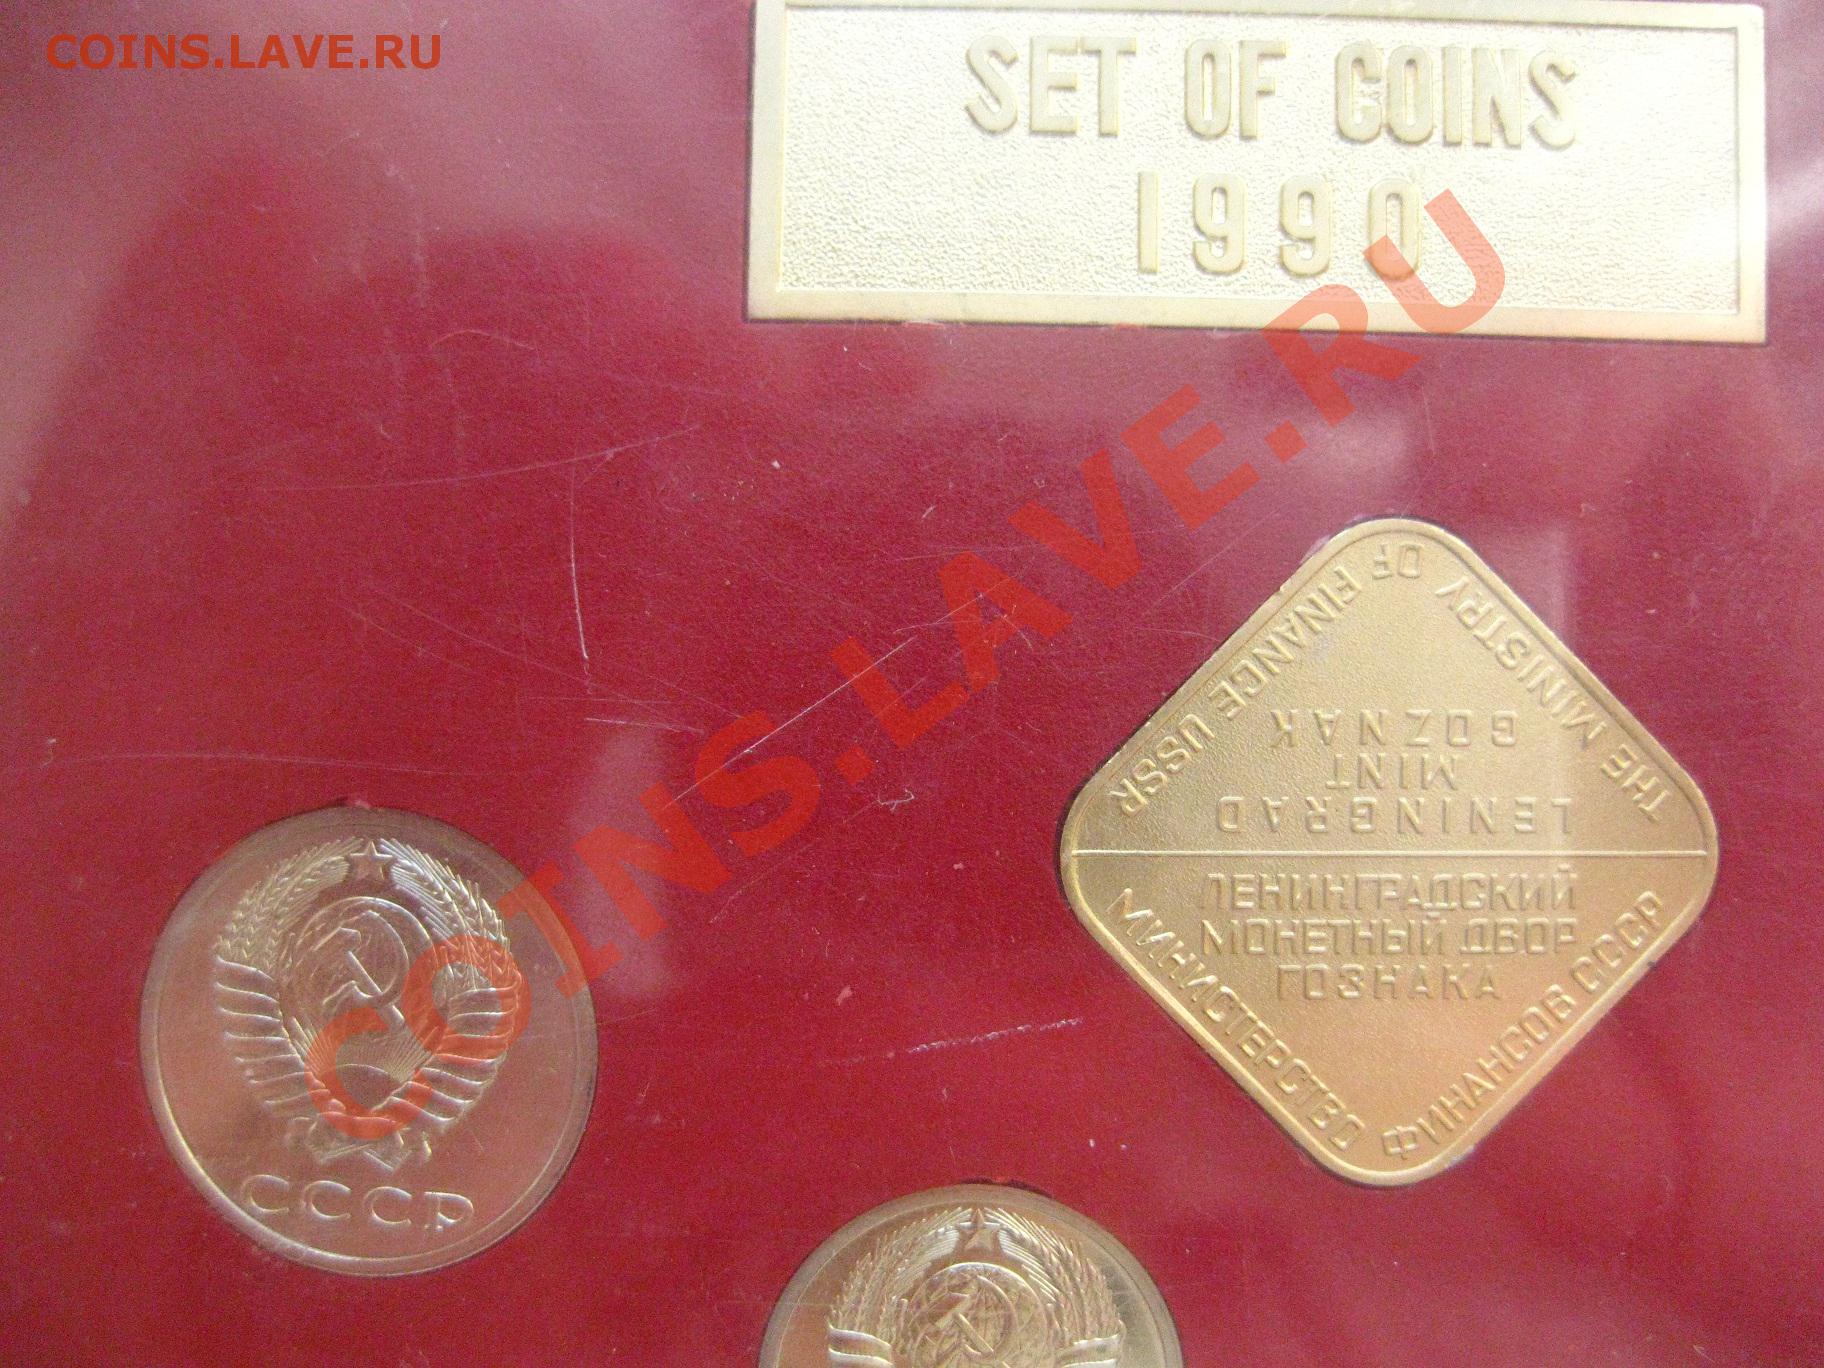 COINS.LAVE.RU
SET OF COINS
1990
COINS.LAVE.RU
THE MINISTRY OF FINANCE USSR
LENINGRAD
MINT
GOZNAK
ЛЕНИНГРАДСКИЙ
МОНЕТНЫЙ ДВОР
ГОЗНАКА
МИНИСТЕРСТВО ФИНАНСОВ СССР
СССР